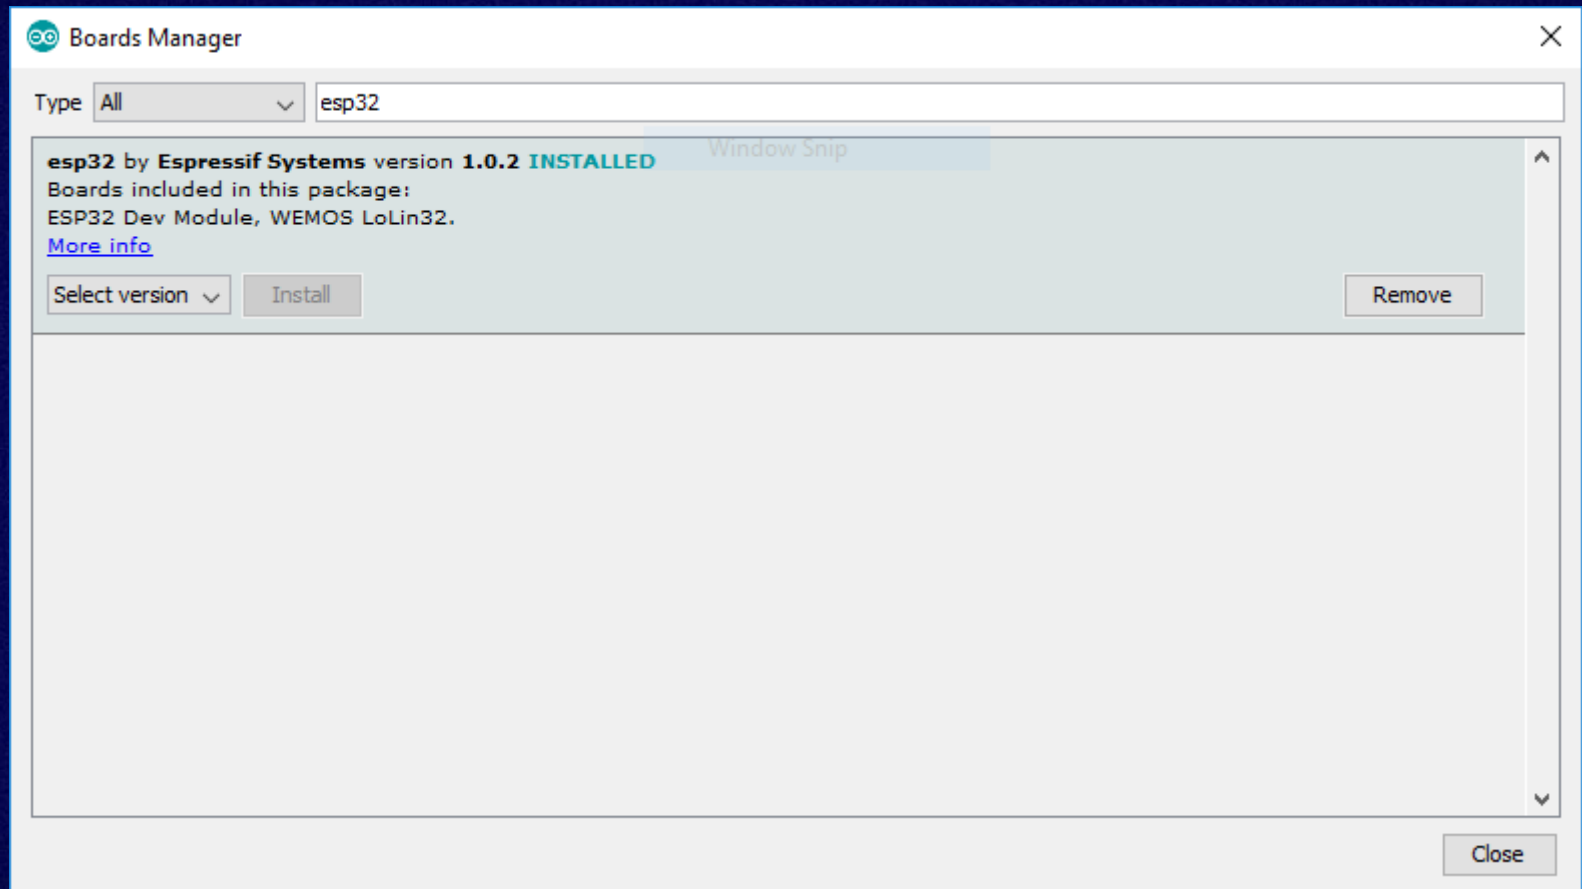 Boards Manager
Type All esp32
Window Snip
esp32 by Espressif Systems version 1.0.2 INSTALLED
Boards included in this package:
ESP32 Dev Module, WEMOS LoLin32.
More info
Select version Install Remove
Close